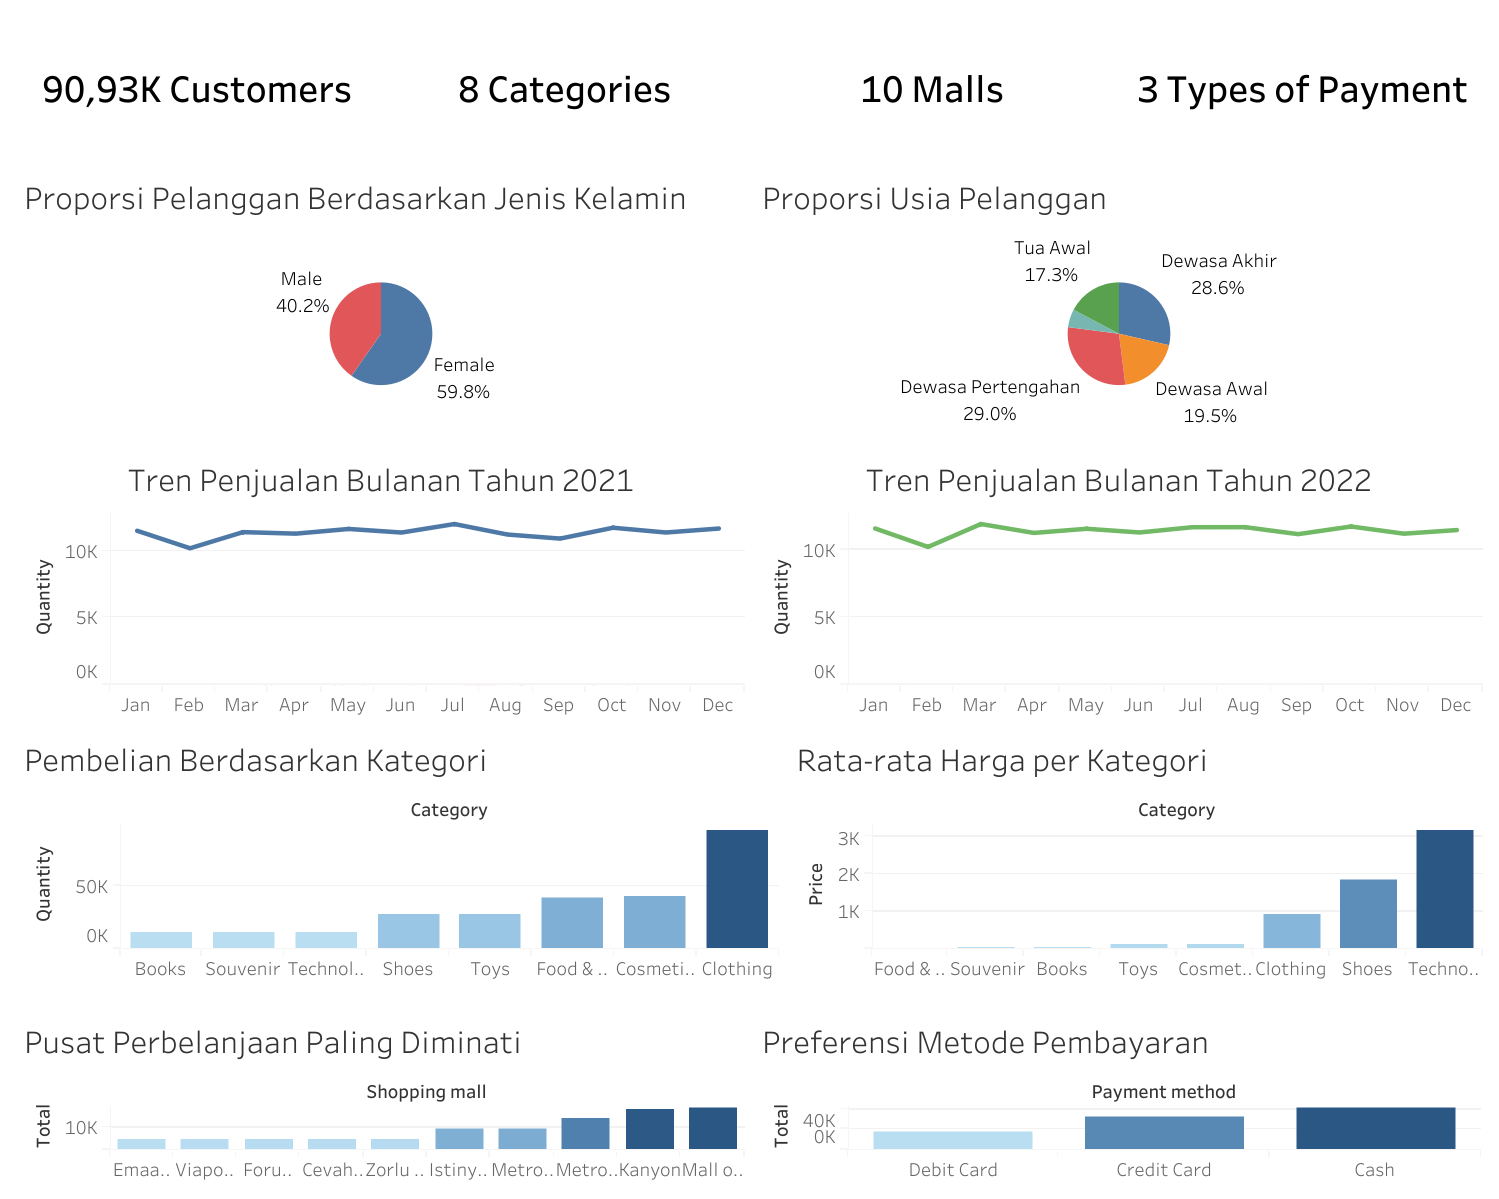 90,93K Customers
8 Categories
10 Malls
3 Types of Payment
Proporsi Pelanggan Berdasarkan Jenis Kelamin
Male
40.2%
Female
59.8%
Proporsi Usia Pelanggan
Tua Awal
17.3%
Dewasa Akhir
28.6%
Dewasa Pertengahan
29.0%
Dewasa Awal
19.5%
Tren Penjualan Bulanan Tahun 2021
Quantity
10K
5K
0K
Jan Feb Mar Apr May Jun Jul Aug Sep Oct Nov Dec
Tren Penjualan Bulanan Tahun 2022
Quantity
10K
5K
0K
Jan Feb Mar Apr May Jun Jul Aug Sep Oct Nov Dec
Pembelian Berdasarkan Kategori
Category
Quantity
50K
0K
Books Souvenir Technol.. Shoes Toys Food & .. Cosmeti.. Clothing
Rata-rata Harga per Kategori
Category
Price
3K
2K
1K
Food & .. Souvenir Books Toys Cosmet.. Clothing Shoes Techno..
Pusat Perbelanjaan Paling Diminati
Shopping mall
Total
10K
Emaa.. Viapo.. Foru.. Cevah.. Zorlu .. Istiny.. Metro.. Metro.. Kanyon Mall o..
Preferensi Metode Pembayaran
Payment method
Total
40K
0K
Debit Card Credit Card Cash